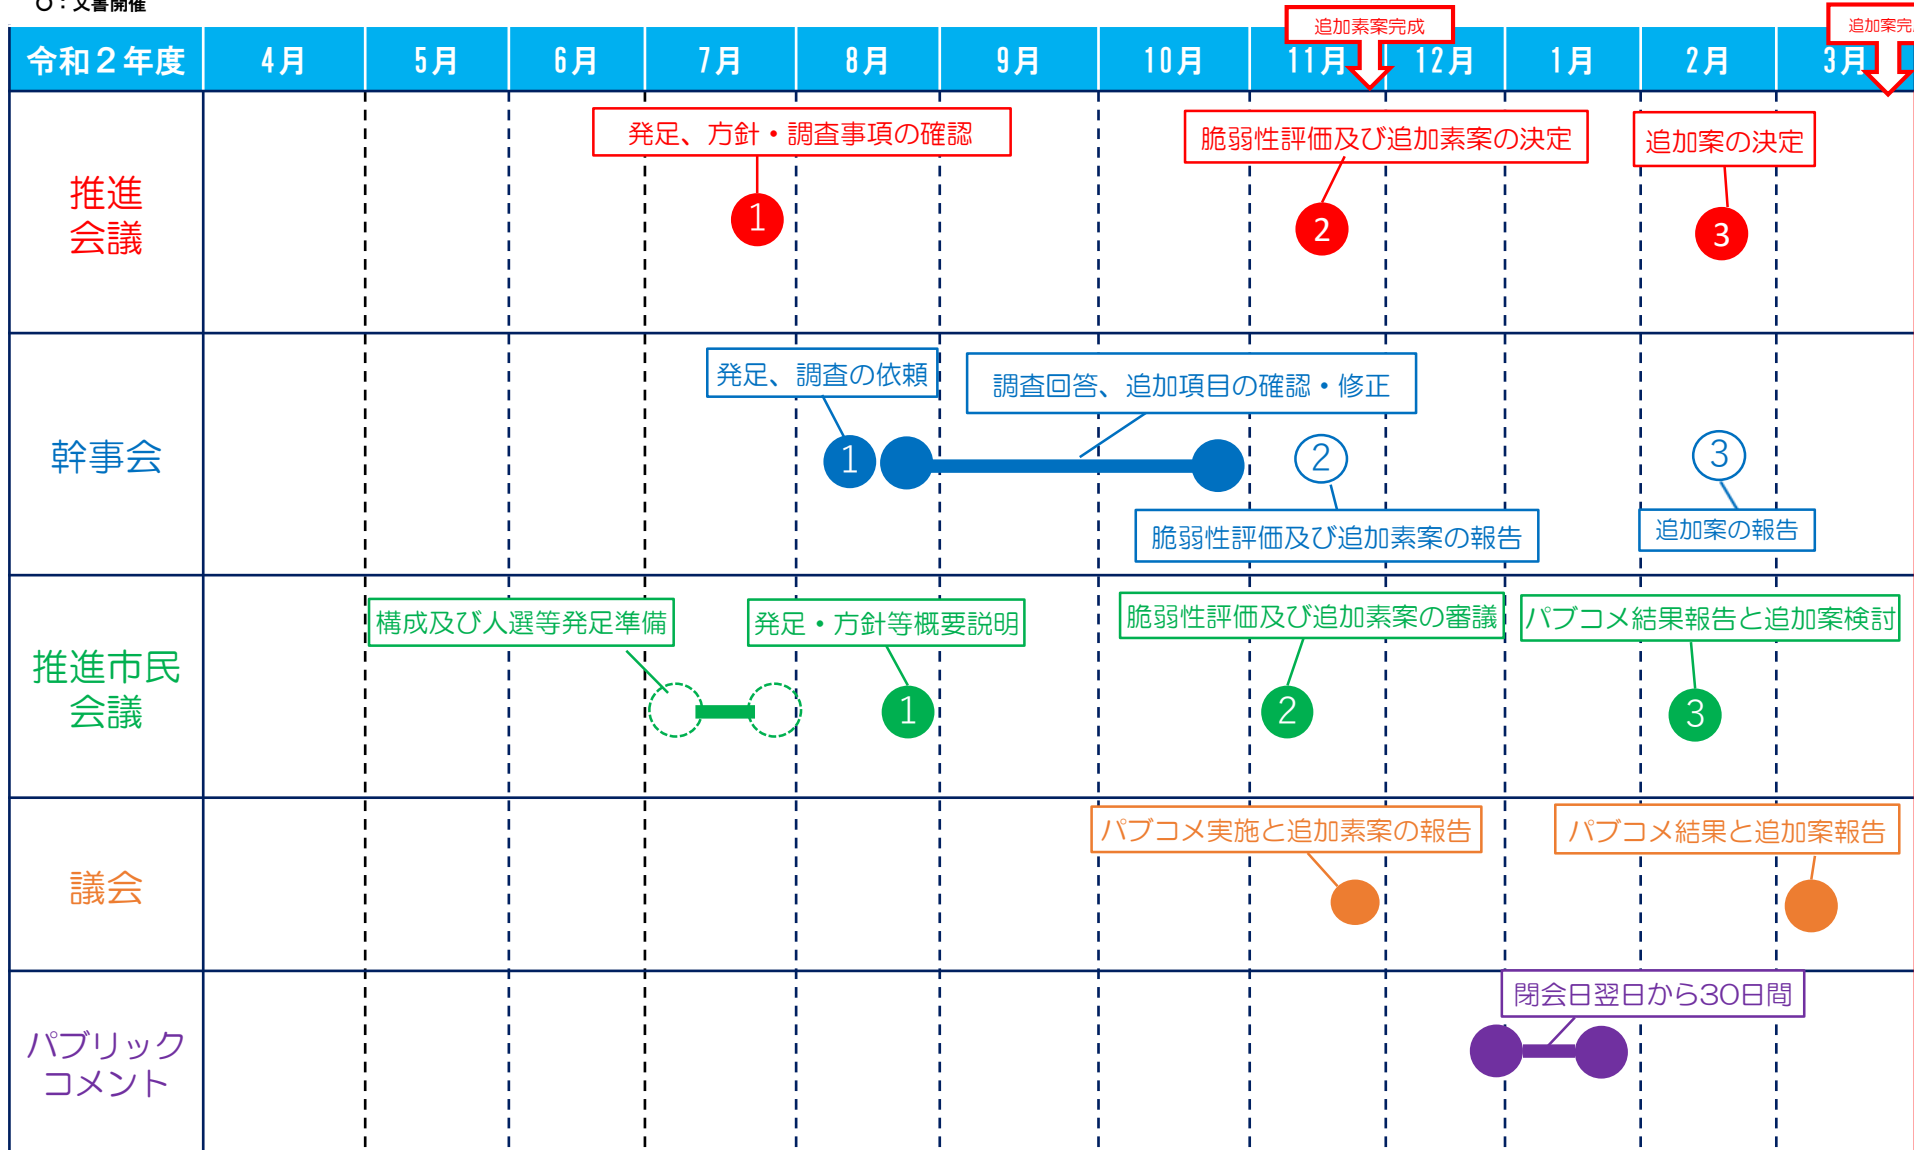 〇：文書開催
追加素案完成
追加案完
令和２年度
4月
5月
6月
7月
8月
9月
10月
11月
12月
1月
2月
3月
推進
会議
発足、方針・調査事項の確認
1
脆弱性評価及び追加素案の決定
2
追加案の決定
3
幹事会
発足、調査の依頼
1
調査回答、追加項目の確認・修正
2
脆弱性評価及び追加素案の報告
3
追加案の報告
推進市民
会議
構成及び人選等発足準備
発足・方針等概要説明
1
脆弱性評価及び追加素案の審議
2
パブコメ結果報告と追加案検討
3
議会
パブコメ実施と追加素案の報告
パブコメ結果と追加案報告
パブリック
コメント
閉会日翌日から30日間